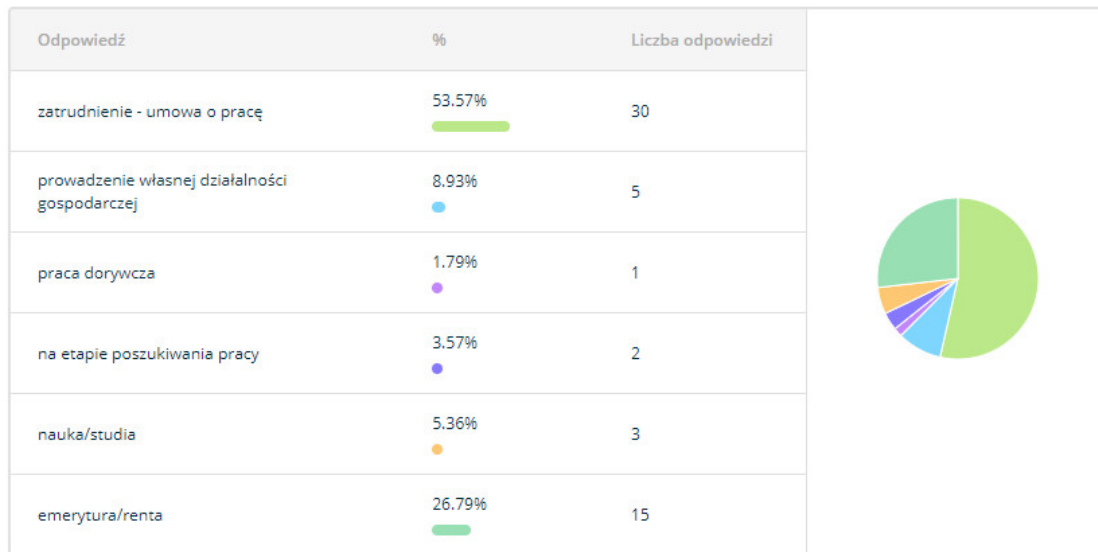 Odpowiedź % Liczba odpowiedzi
zatrudnienie - umowa o pracę 53.57% 30
prowadzenie własnej działalności
gospodarczej 8.93% 5
praca dorywcza 1.79% 1
na etapie poszukiwania pracy 3.57% 2
nauka/studia 5.36% 3
emerytura/renta 26.79% 15